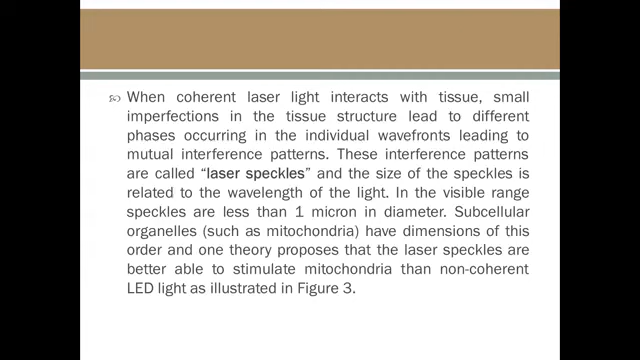 When coherent laser light interacts with tissue, small
imperfections in the tissue structure lead to different
phases occurring in the individual wavefronts leading to
mutual interference patterns. These interference patterns
are called “laser speckles” and the size of the speckles is
related to the wavelength of the light. In the visible range
speckles are less than 1 micron in diameter. Subcellular
organelles (such as mitochondria) have dimensions of this
order and one theory proposes that the laser speckles are
better able to stimulate mitochondria than non-coherent
LED light as illustrated in Figure 3.